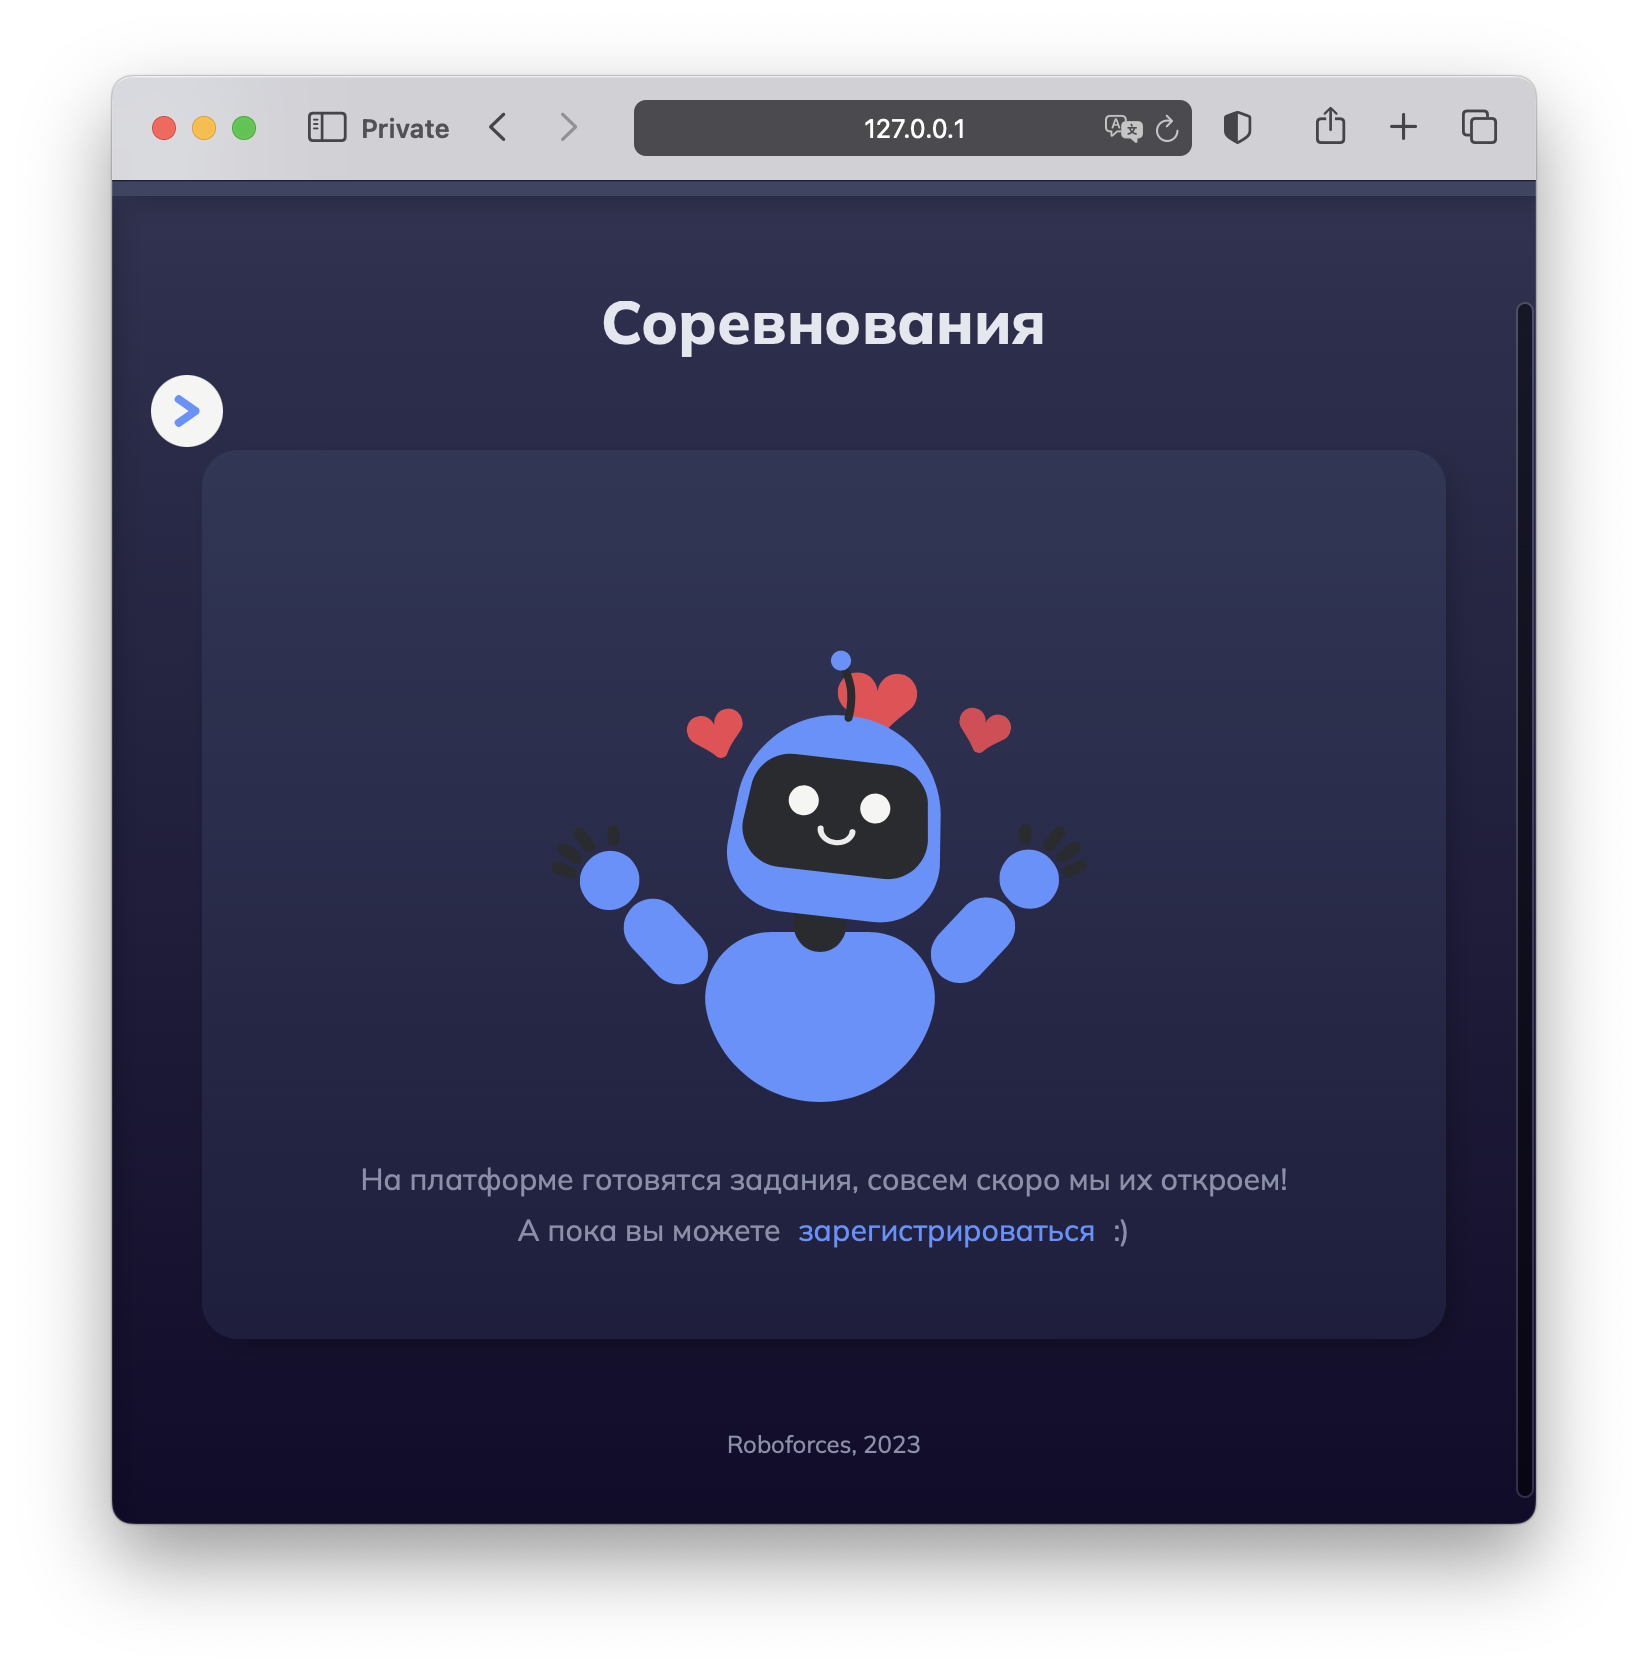 Private
127.0.0.1
Соревнования
На платформе готовятся задания, совсем скоро мы их откроем!
А пока вы можете зарегистрироваться :)
Roboforces, 2023